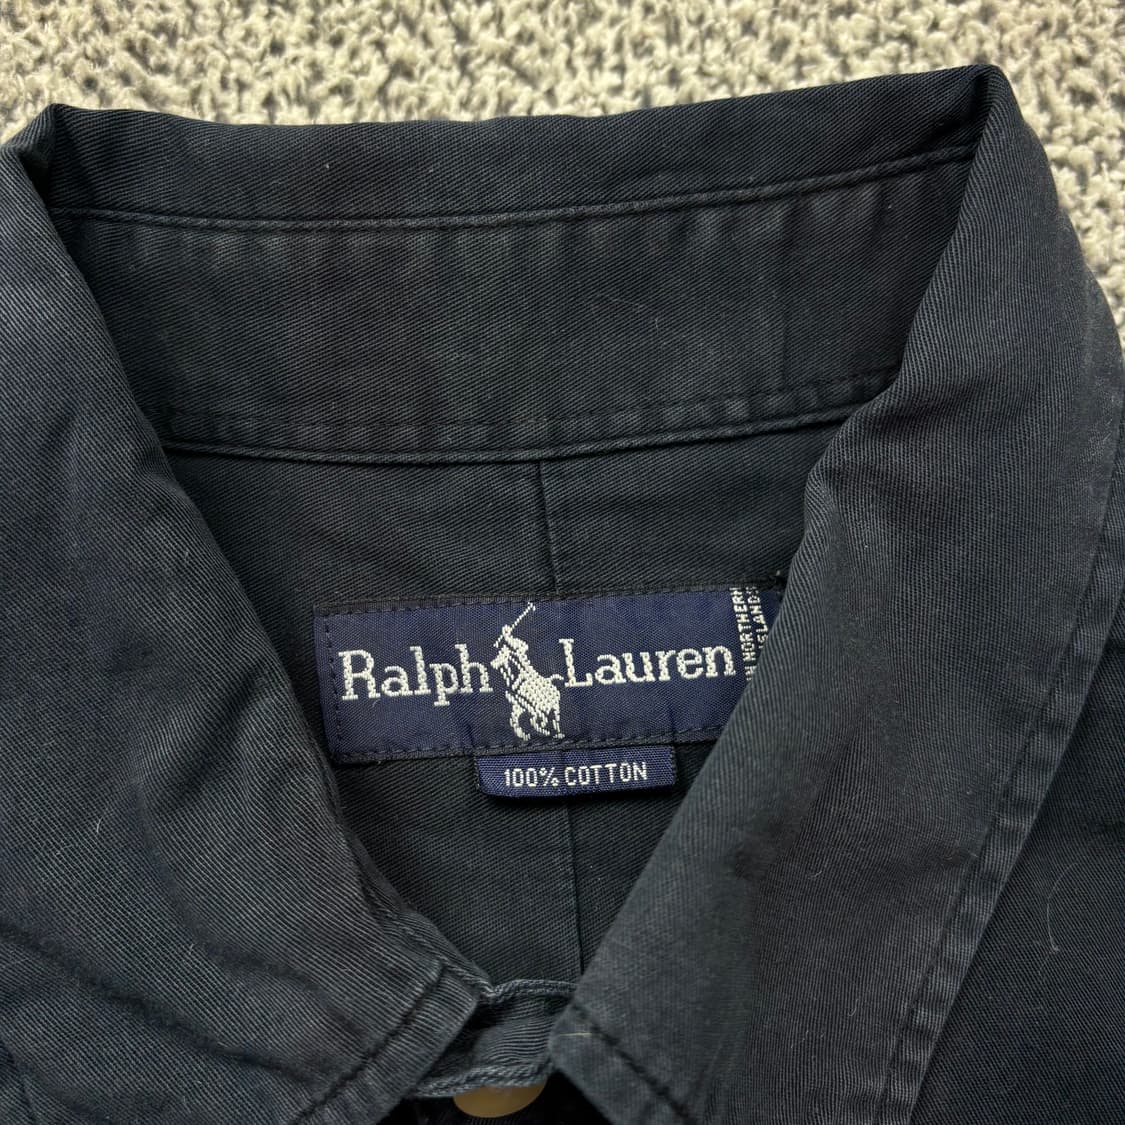 Ralph Lauren
NORTHERN
100% COTTON